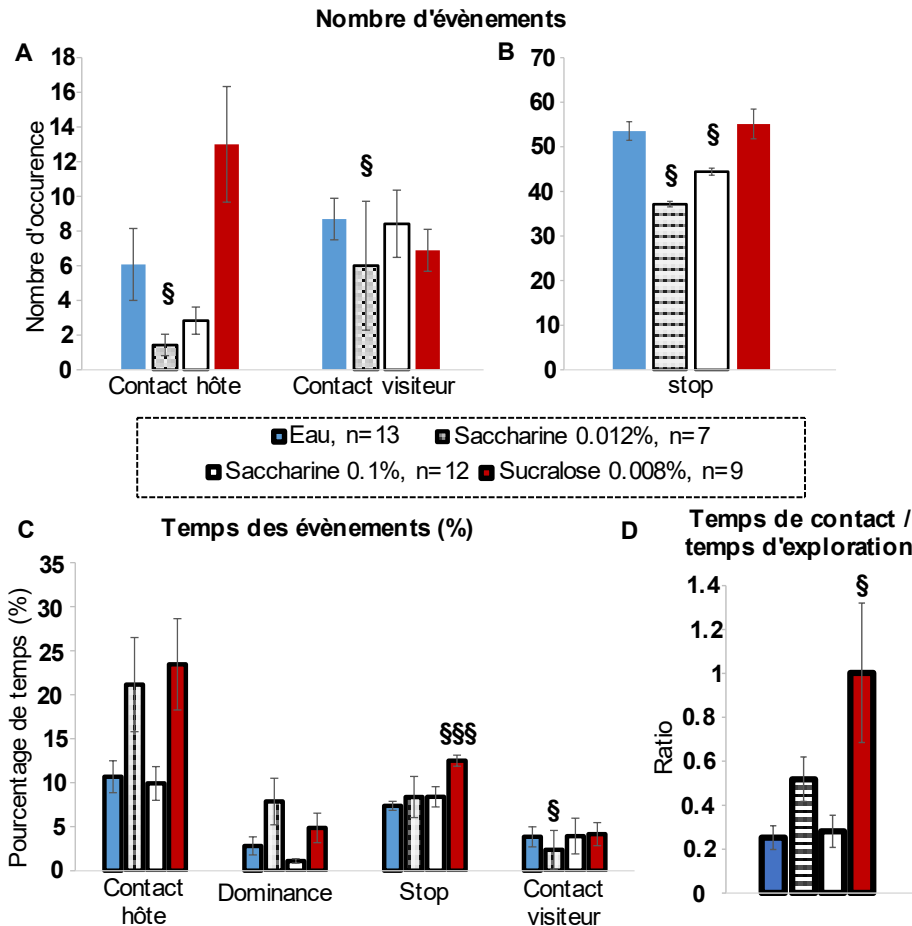 Nombre d'évènements
A
B
Nombre d'occurence
18
16
14
12
10
8
6
4
2
0
§
§
Contact hôte
Contact visiteur
70
60
50
40
30
20
10
0
§
§
stop
Eau, n=13
Saccharine 0.012%, n=7
Saccharine 0.1%, n=12
Sucralose 0.008%, n=9
C
Temps des évènements (%)
Pourcentage de temps (%)
35
30
25
20
15
10
5
0
§§§
§
Contact
hôte
Dominance
Stop
Contact
visiteur
D
Temps de contact /
temps d'exploration
Ratio
1.4
1.2
1
0.8
0.6
0.4
0.2
0
§